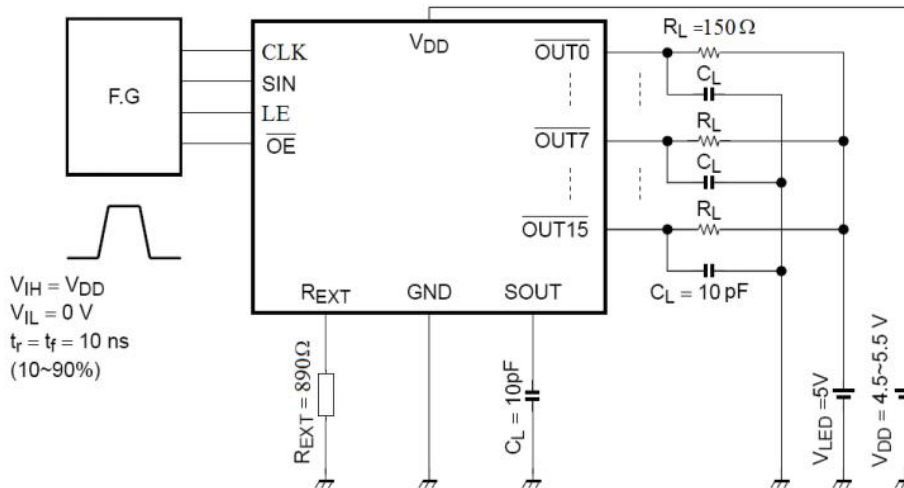 F.G
CLK
SIN
LE
OE
VDD
OUT0
OUT7
OUT15
REXT
GND
SOUT
RL =150Ω
CL
RL
CL
RL
CL = 10 pF
VIH = VDD
VIL = 0 V
tr = tf = 10 ns
(10~90%)
REXT = 890Ω
CL = 10pF
VLED =5V
VDD = 4.5~5.5 V